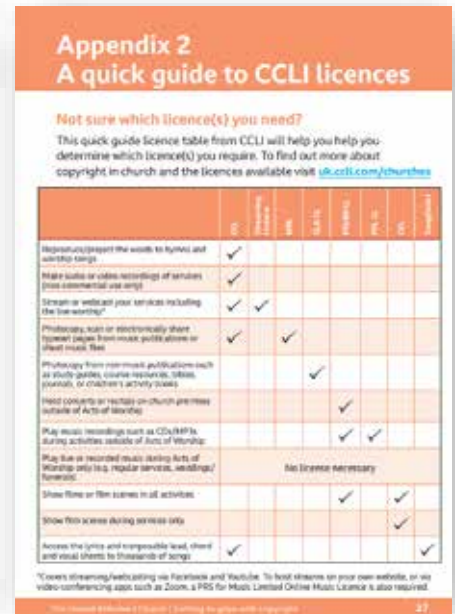 Appendix 2
A quick guide to CCLI licences
Not sure which licence(s) you need?
This quick guide licence table from CCLI will help you help you
determine which licence(s) you require. To find out more about
copyright in church and the licences available visit uk.ccli.com/churches
Reproduce/project the words to hymns and
worship songs
Make audio or video recordings of services
(non commercial use only)
Stream or webcast your services including
the live worship*
Photocopy, scan or electronically share
typeset pages from music publications or
sheet music files
Photocopy from non-music publications such
as study guides, course resources, bibles,
journals, or children's activity books
Hold concerts or recitals on church premises
outside of Acts of Worship
Play music recordings such as CDs/MP3s
during activities outside of Acts of Worship
Play live or recorded music during Acts of
Worship only (e.g. regular services, weddings/
funerals)
No licence necessary
Show films or film scenes in all activities
Show film scenes during services only
Access the lyrics and transposable lead, chord
and vocal sheets to thousands of songs
*Covers streaming/webcasting via Facebook and Youtube. To host streams on your own website, or via
video-conferencing apps such as Zoom, a PRS for Music Limited Online Music Licence is also required.
27